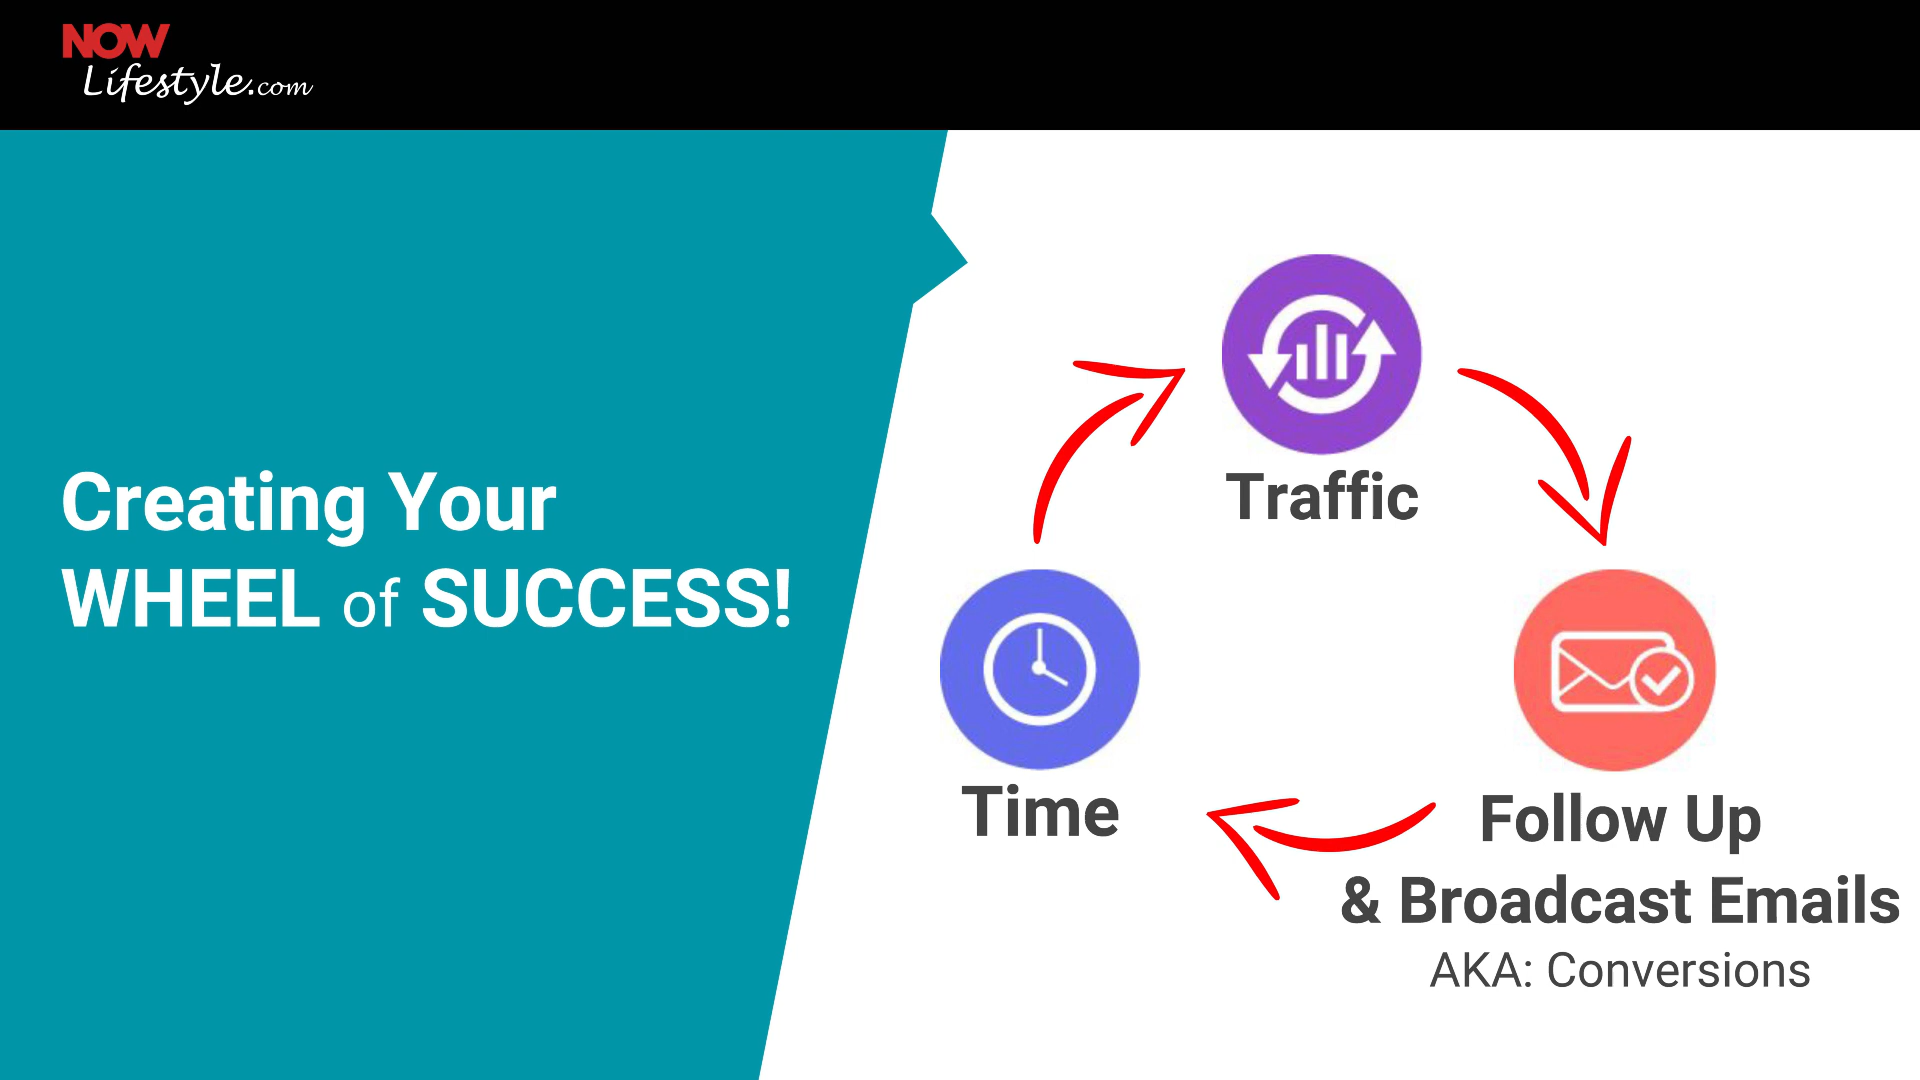 NOW
Lifestyle.com
Creating Your
WHEEL of SUCCESS!
Traffic
Time
Follow Up
& Broadcast Emails
AKA: Conversions